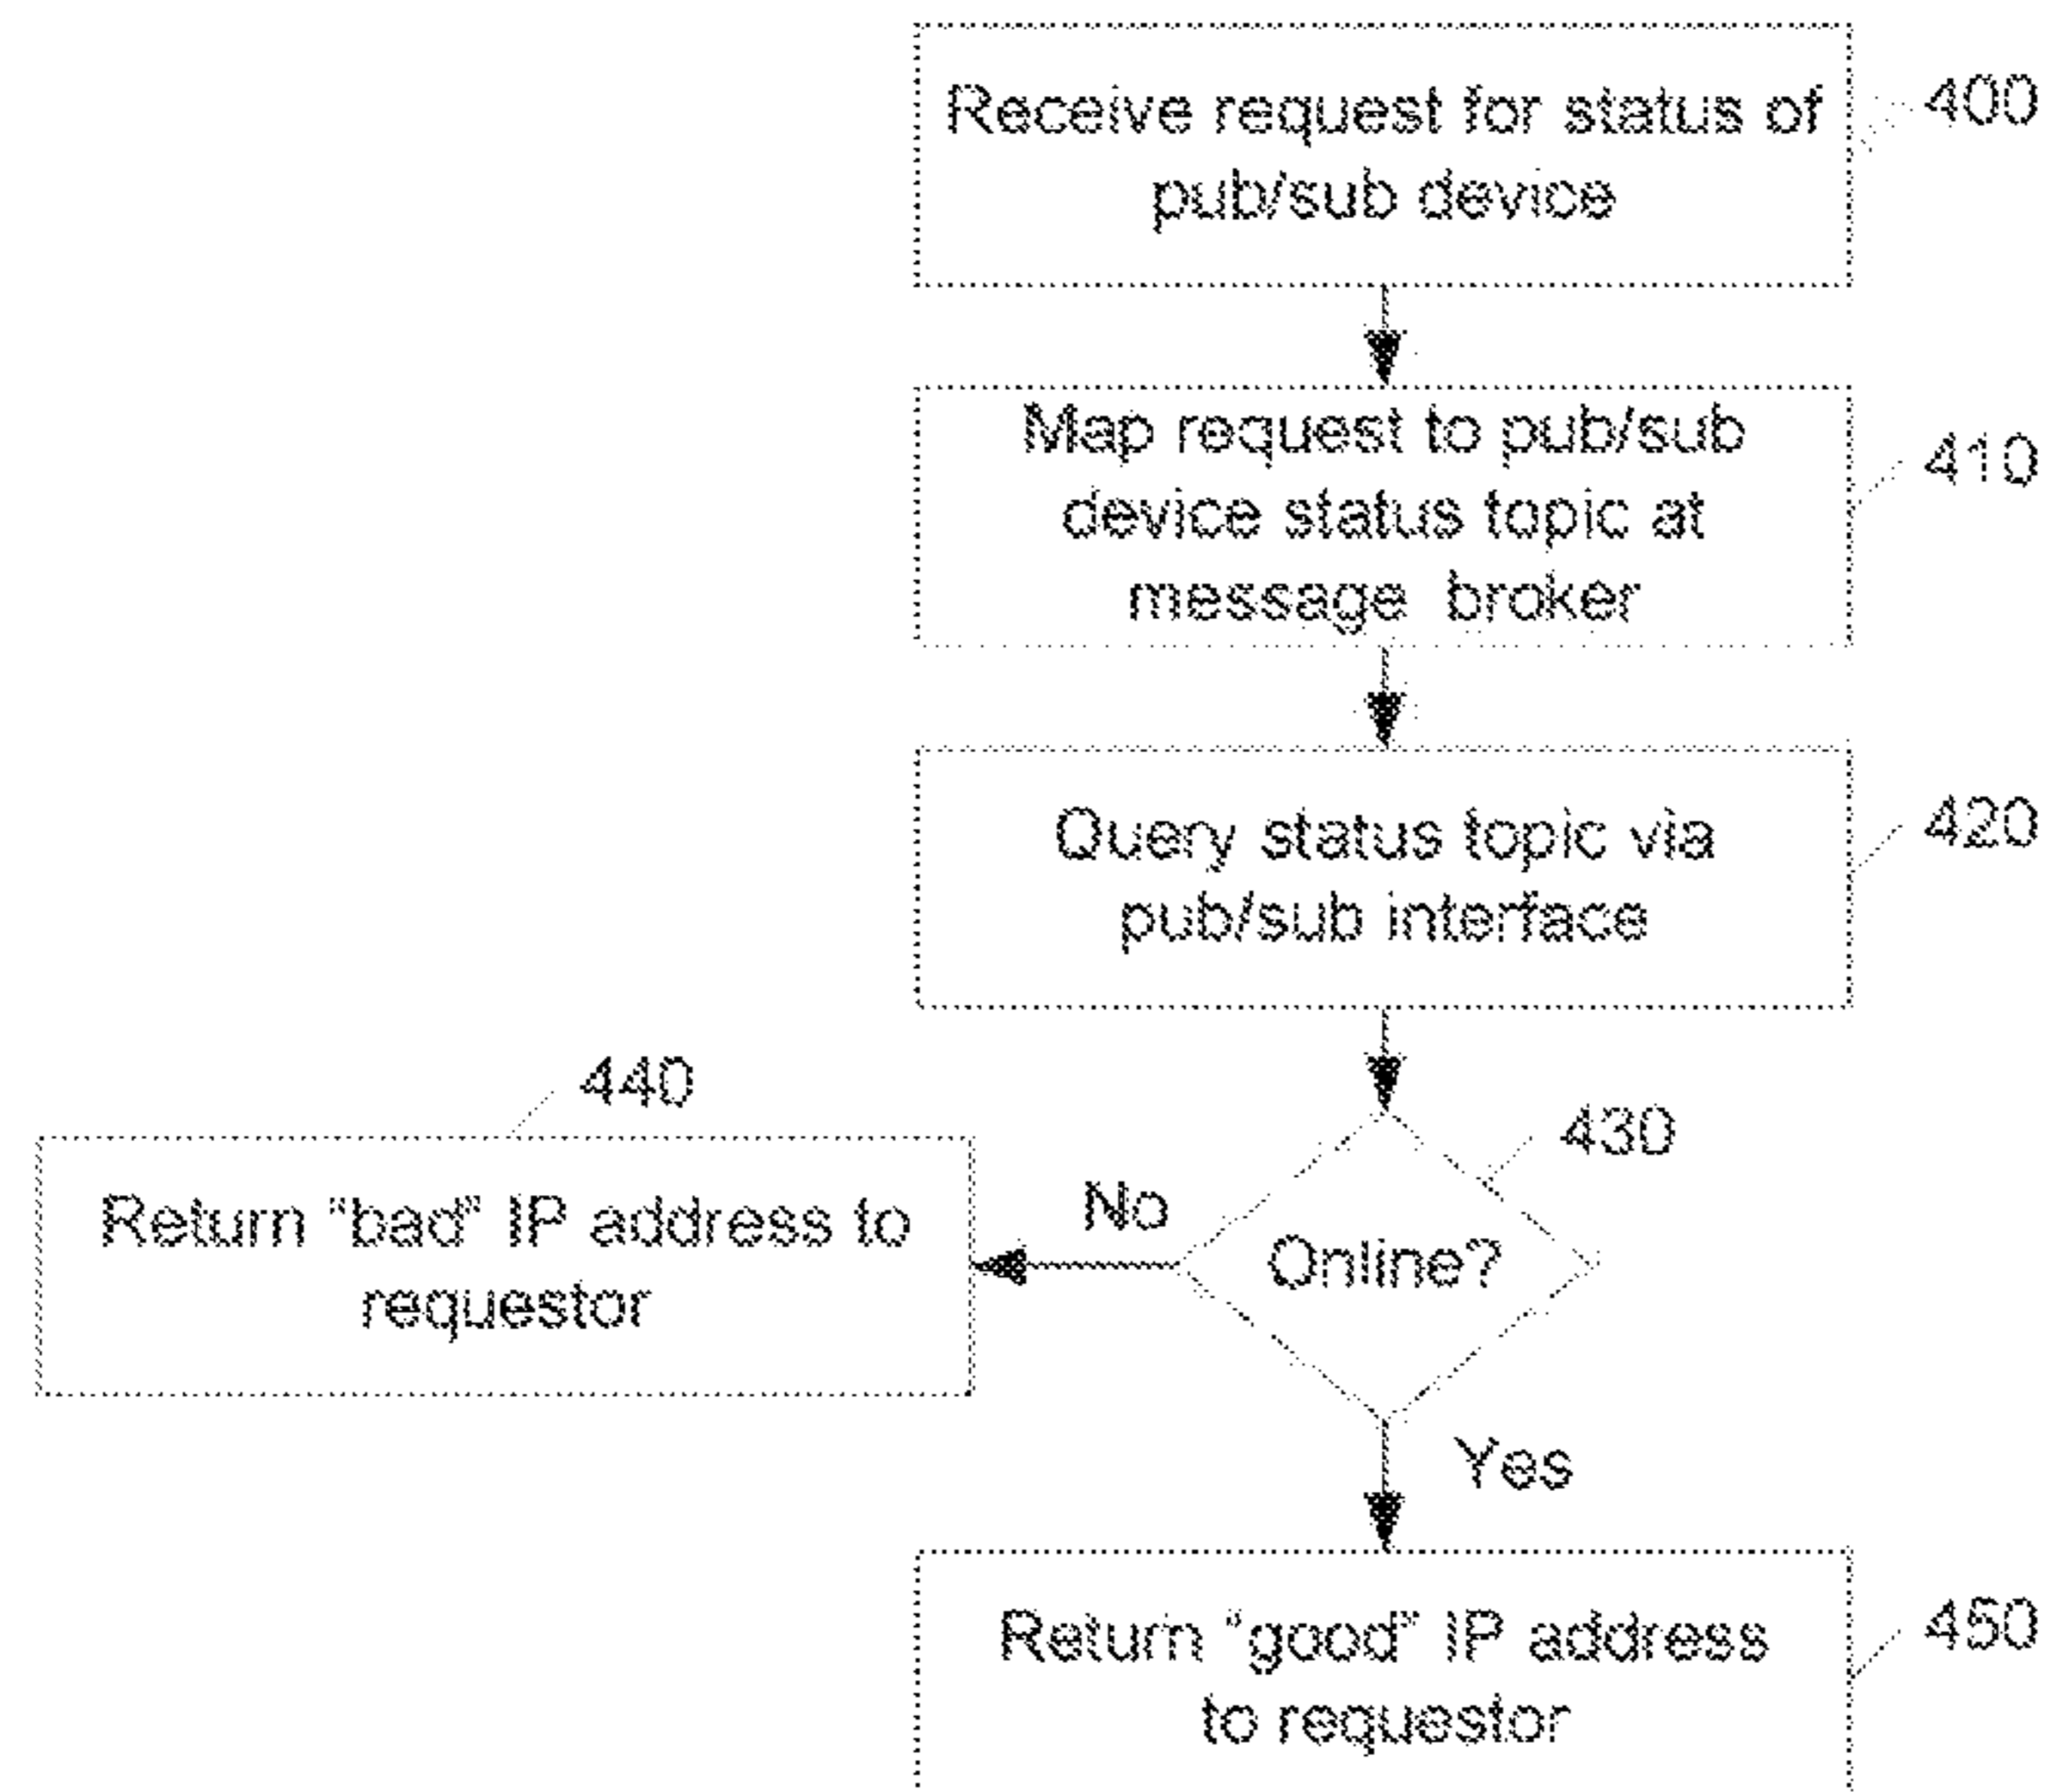 Receive request for status of
pub/sub device
400
Map request to pub/sub
device status topic at
message broker
410
Query status topic via
pub/sub interface
420
430
Online?
No
440
Return "bad" IP address to
requestor
Yes
Return "good" IP address
to requestor
450